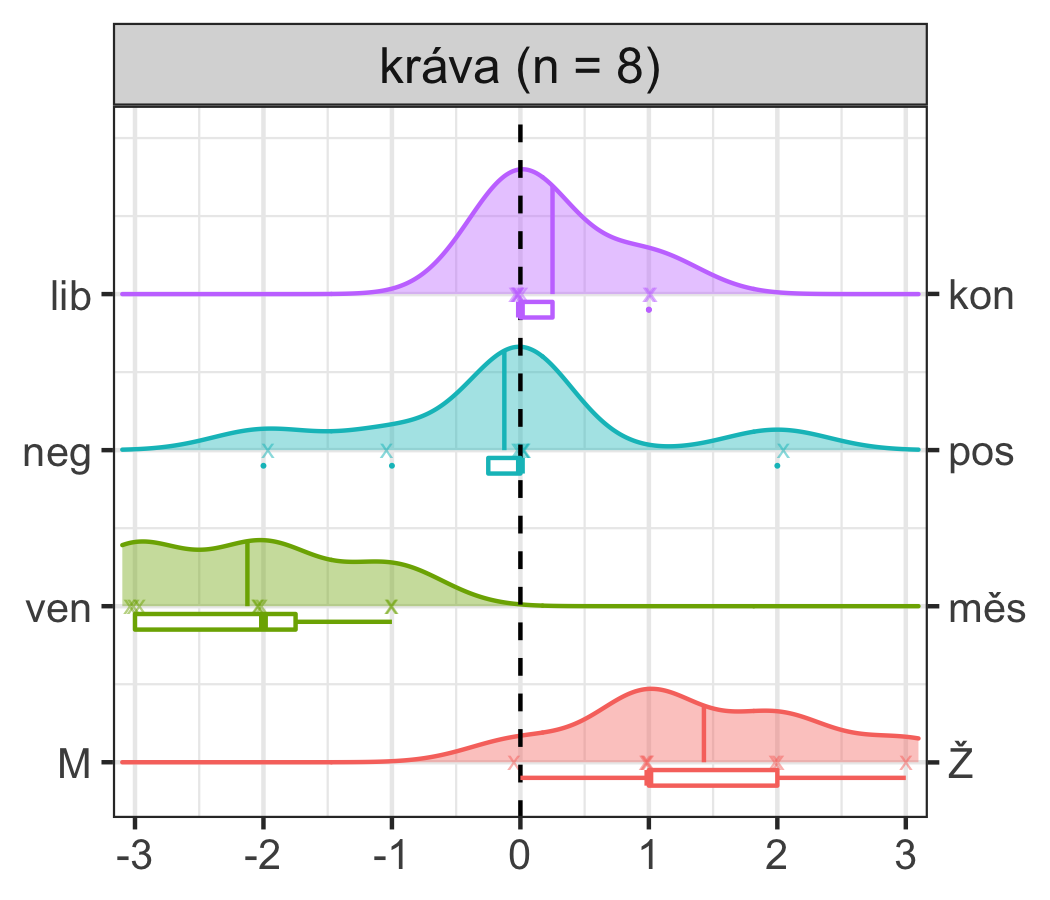 kráva (n = 8)
lib kon
neg pos
ven měs
M Ž
-3 -2 -1 0 1 2 3